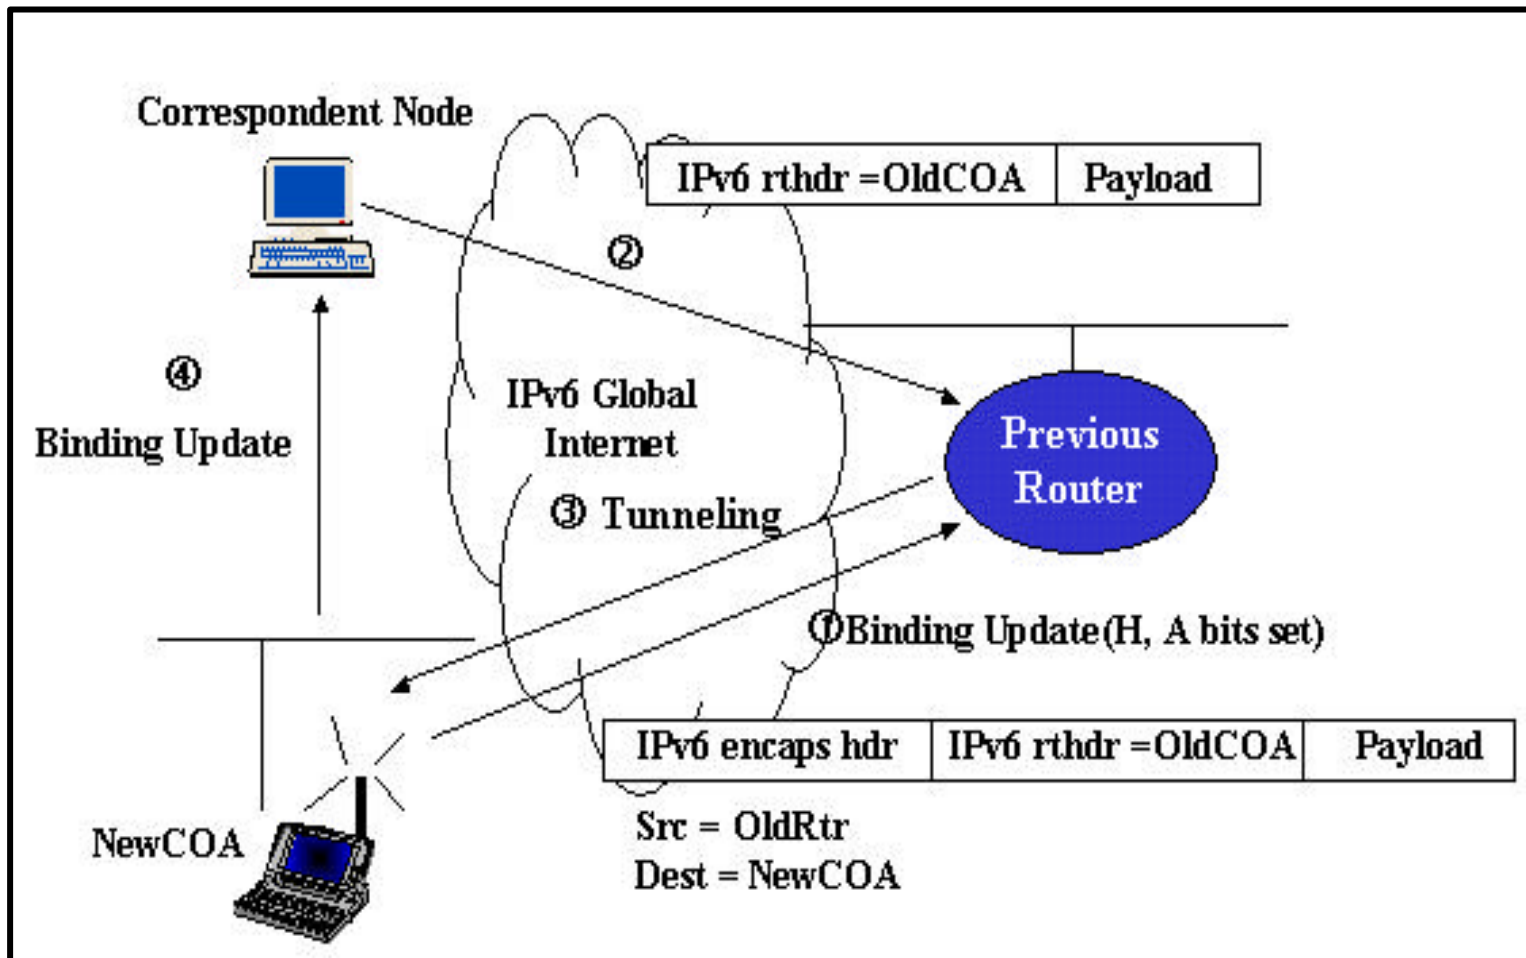 Correspondent Node
IPv6 rthdr =OldCOA Payload
②
④
Binding Update
IPv6 Global
Internet
③ Tunneling
Previous
Router
①Binding Update(H, A bits set)
IPv6 encaps hdr IPv6 rthdr =OldCOA Payload
NewCOA
Src = OldRtr
Dest = NewCOA